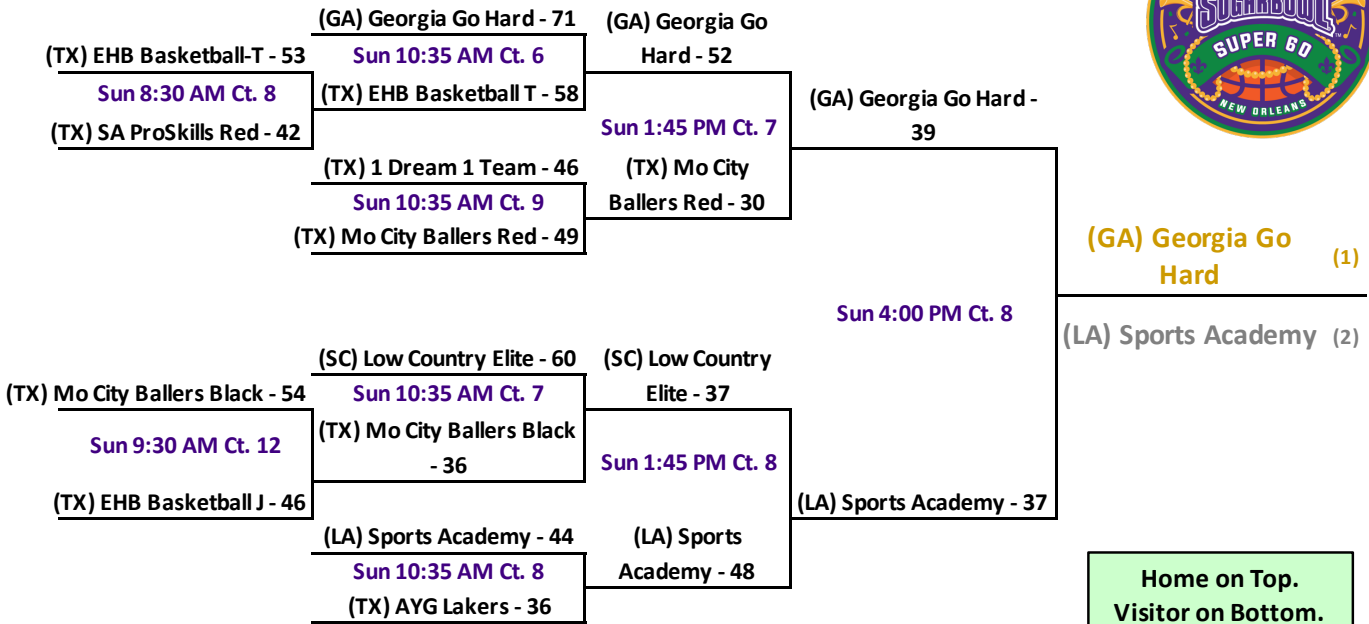 SUGARBOWL
SUPER 60
NEW ORLEANS
(GA) Georgia Go Hard - 71
(TX) EHB Basketball-T - 53
Sun 10:35 AM Ct. 6
Sun 8:30 AM Ct. 8
(TX) EHB Basketball T - 58
(TX) SA ProSkills Red - 42
(GA) Georgia Go
Hard - 52
Sun 1:45 PM Ct. 7
(TX) 1 Dream 1 Team - 46
Sun 10:35 AM Ct. 9
(TX) Mo City Ballers Red - 49
(TX) Mo City
Ballers Red - 30
(GA) Georgia Go Hard -
39
Sun 4:00 PM Ct. 8
(GA) Georgia Go
Hard
(1)
(LA) Sports Academy (2)
(SC) Low Country Elite - 60
(TX) Mo City Ballers Black - 54
Sun 10:35 AM Ct. 7
Sun 9:30 AM Ct. 12
(TX) Mo City Ballers Black
- 36
(TX) EHB Basketball J - 46
(SC) Low Country
Elite - 37
Sun 1:45 PM Ct. 8
(LA) Sports Academy - 37
(LA) Sports Academy - 44
Sun 10:35 AM Ct. 8
(TX) AYG Lakers - 36
(LA) Sports
Academy - 48
Home on Top.
Visitor on Bottom.